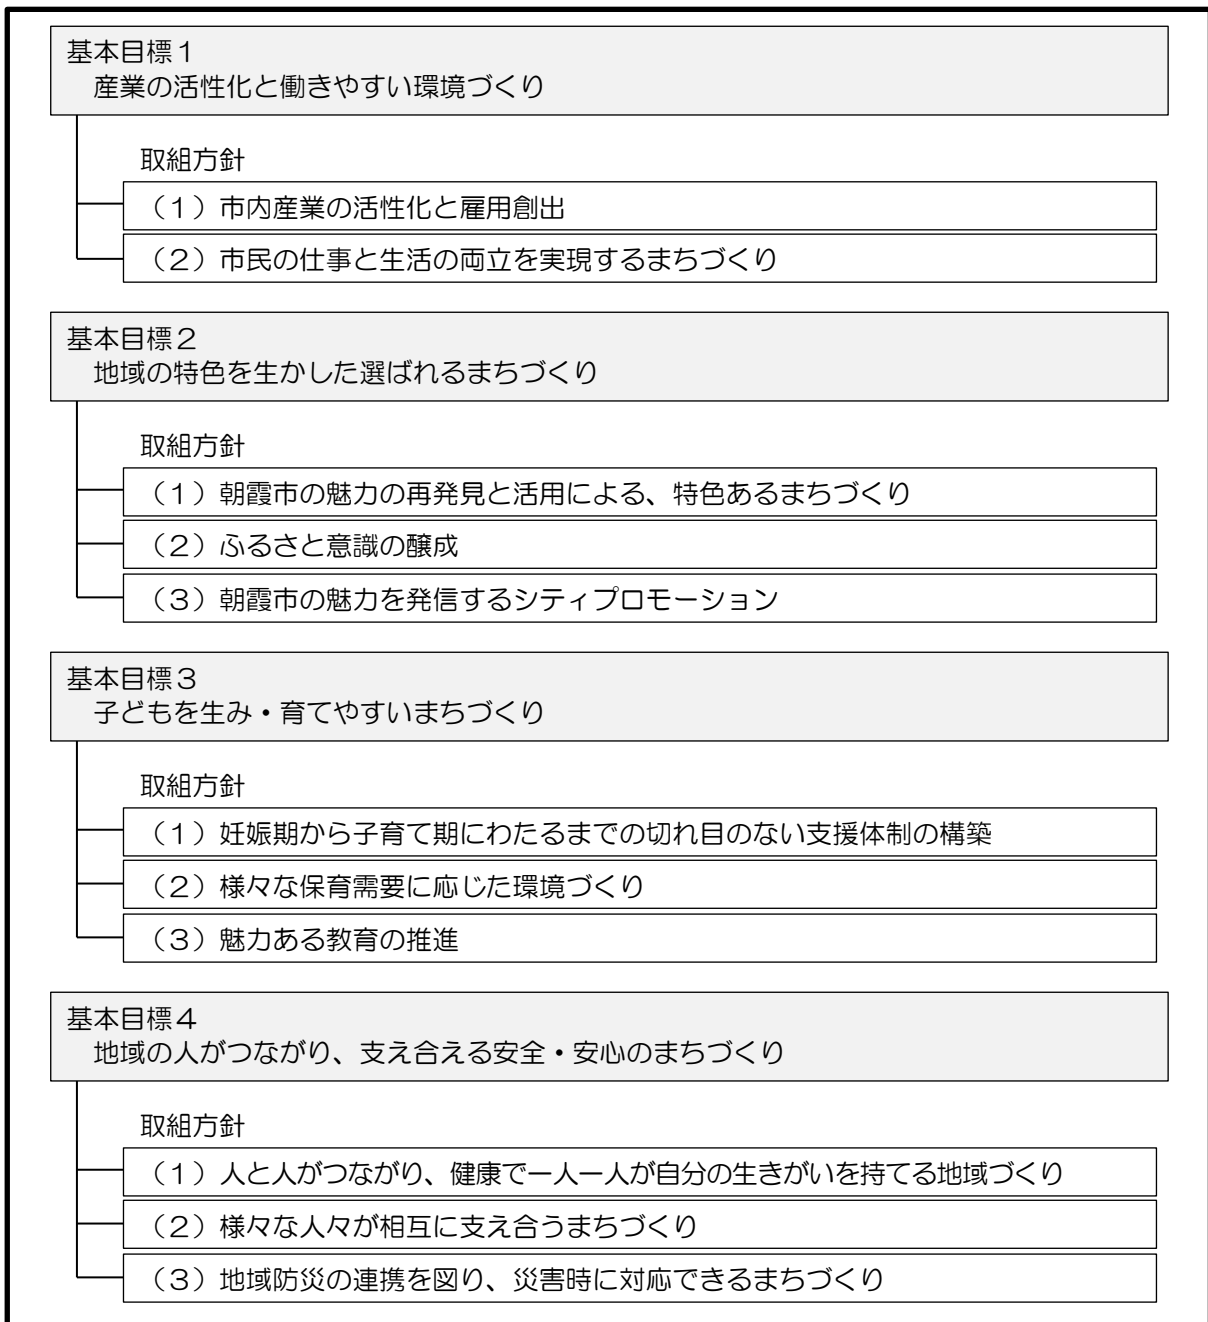 基本目標１
産業の活性化と働きやすい環境づくり
取組方針
（１）市内産業の活性化と雇用創出
（２）市民の仕事と生活の両立を実現するまちづくり
基本目標２
地域の特色を生かした選ばれるまちづくり
取組方針
（１）朝霞市の魅力の再発見と活用による、特色あるまちづくり
（２）ふるさと意識の醸成
（３）朝霞市の魅力を発信するシティプロモーション
基本目標３
子どもを生み・育てやすいまちづくり
取組方針
（１）妊娠期から子育て期にわたるまでの切れ目のない支援体制の構築
（２）様々な保育需要に応じた環境づくり
（３）魅力ある教育の推進
基本目標４
地域の人がつながり、支え合える安全・安心のまちづくり
取組方針
（１）人と人がつながり、健康で一人一人が自分の生きがいを持てる地域づくり
（２）様々な人々が相互に支え合うまちづくり
（３）地域防災の連携を図り、災害時に対応できるまちづくり